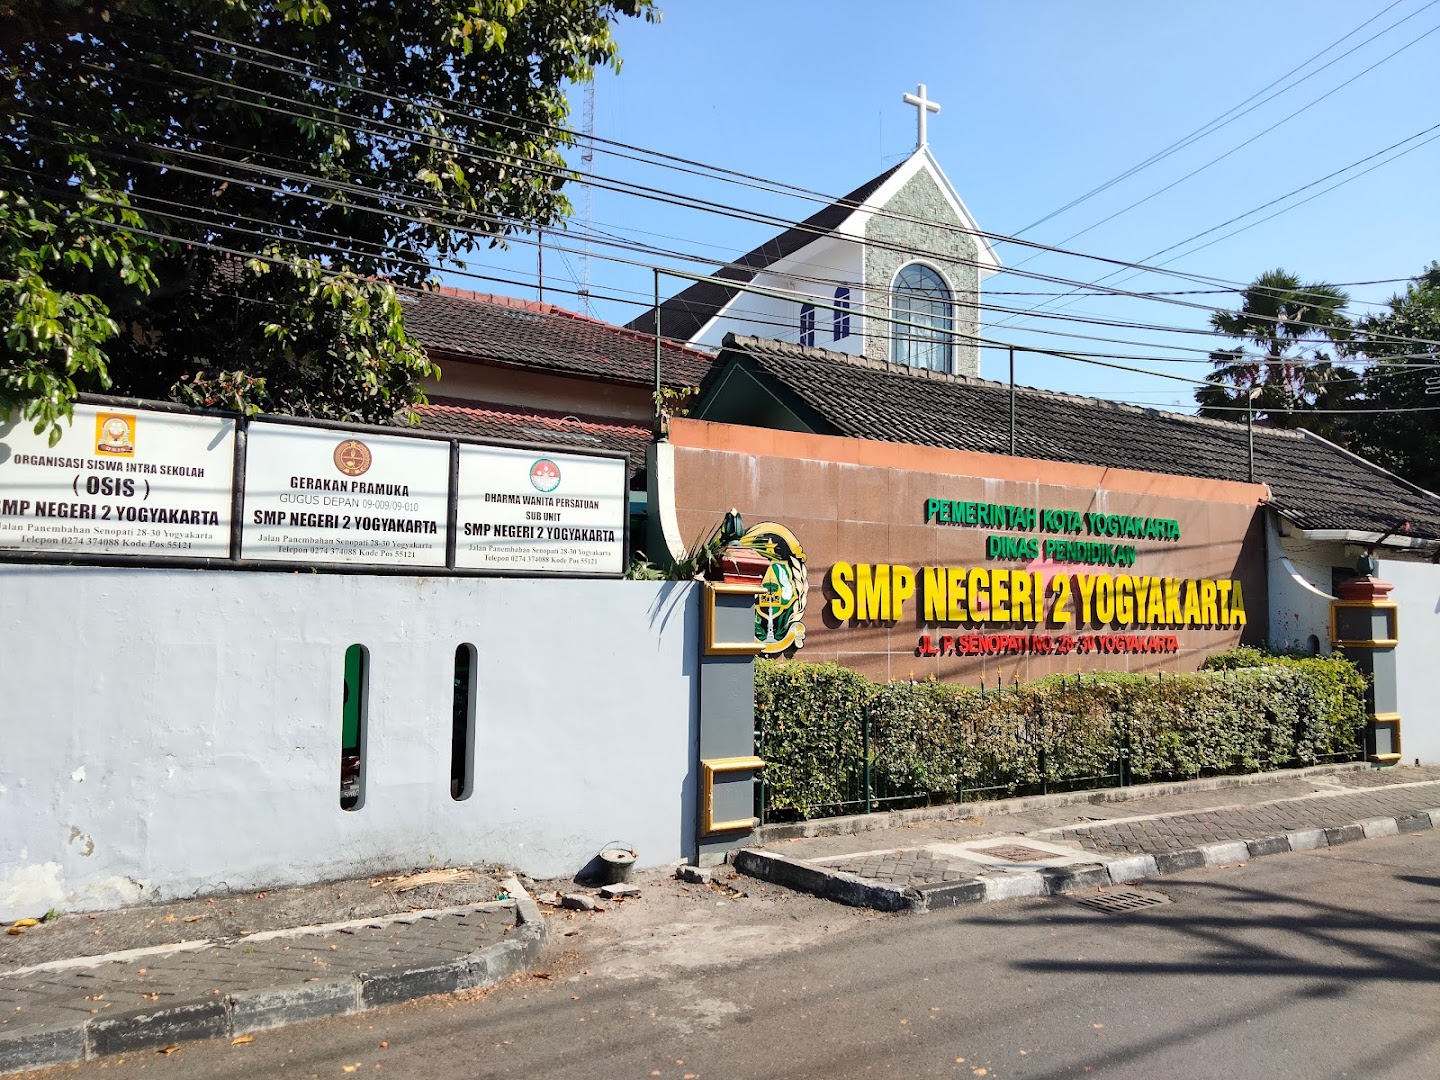 ORGANISASI SISWA INTRA SEKOLAH
( OSIS )
SMP NEGERI 2 YOGYAKARTA
Jalan Panembahan Senopati 28-30 Yogyakarta
Telepon 0274 374088 Kode Pos 55121
GERAKAN PRAMUKA
GUGUS DEPAN 09-009/09-010
SMP NEGERI 2 YOGYAKARTA
Jalan Panembahan Senopati 28-30 Yogyakarta
Telepon 0274 374088 Kode Pos 55121
DHARMA WANITA PERSATUAN
SUB UNIT
SMP NEGERI 2 YOGYAKARTA
Jalan Panembahan Senopati 28-30 Yogyakarta
Telepon 0274 374088 Kode Pos 55121
PEMERINTAH KOTA YOGYAKARTA
DINAS PENDIDIKAN
SMP NEGERI 2 YOGYAKARTA
JL. P. SENOPATI NO. 28-30 YOGYAKARTA